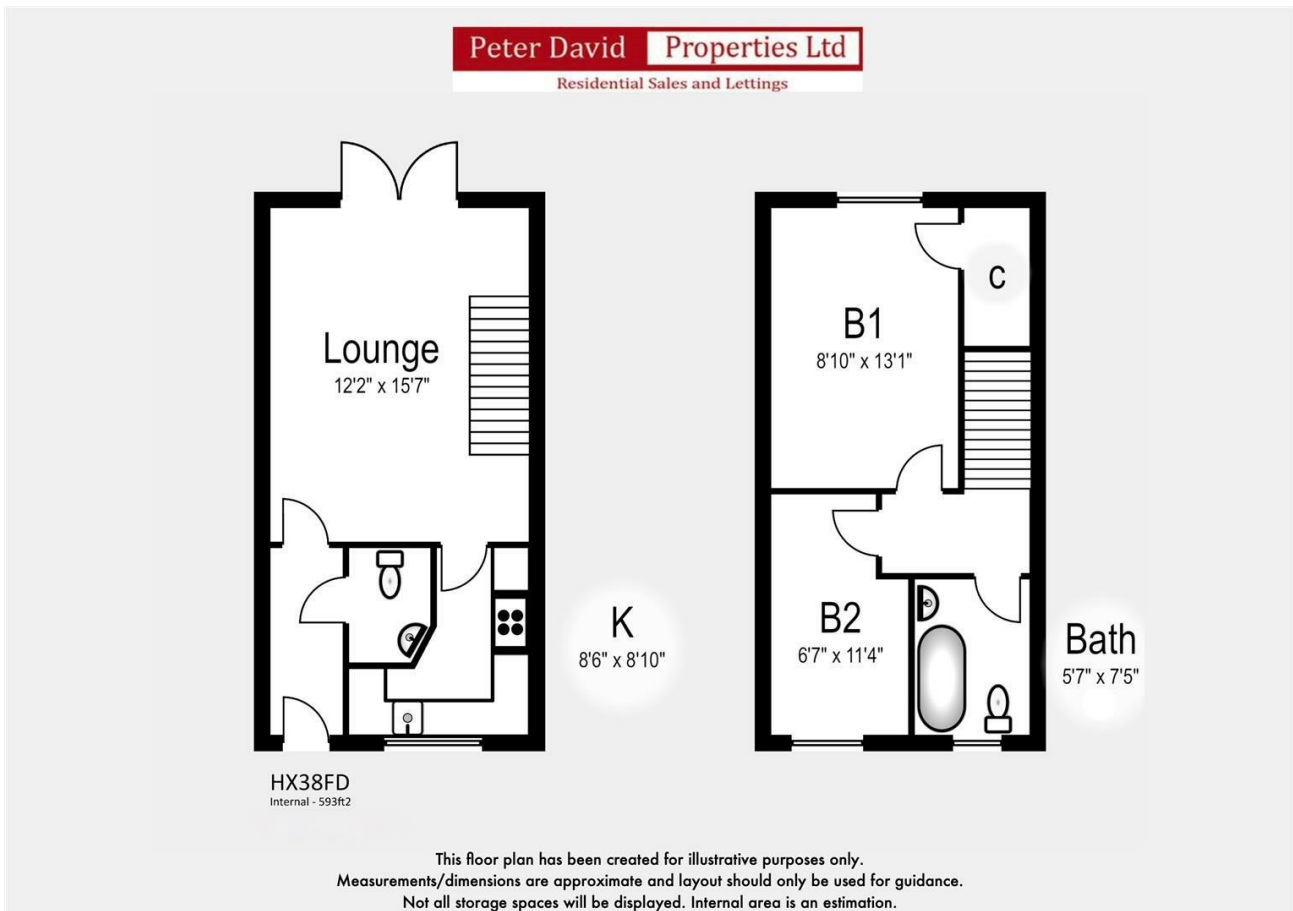 Peter David Properties Ltd
Residential Sales and Lettings
Lounge
12'2" x 15'7"
K
8'6" x 8'10"
B1
8'10" x 13'1"
C
B2
6'7" x 11'4"
Bath
5'7" x 7'5"
HX38FD
Internal - 593ft2
This floor plan has been created for illustrative purposes only.
Measurements/dimensions are approximate and layout should only be used for guidance.
Not all storage spaces will be displayed. Internal area is an estimation.